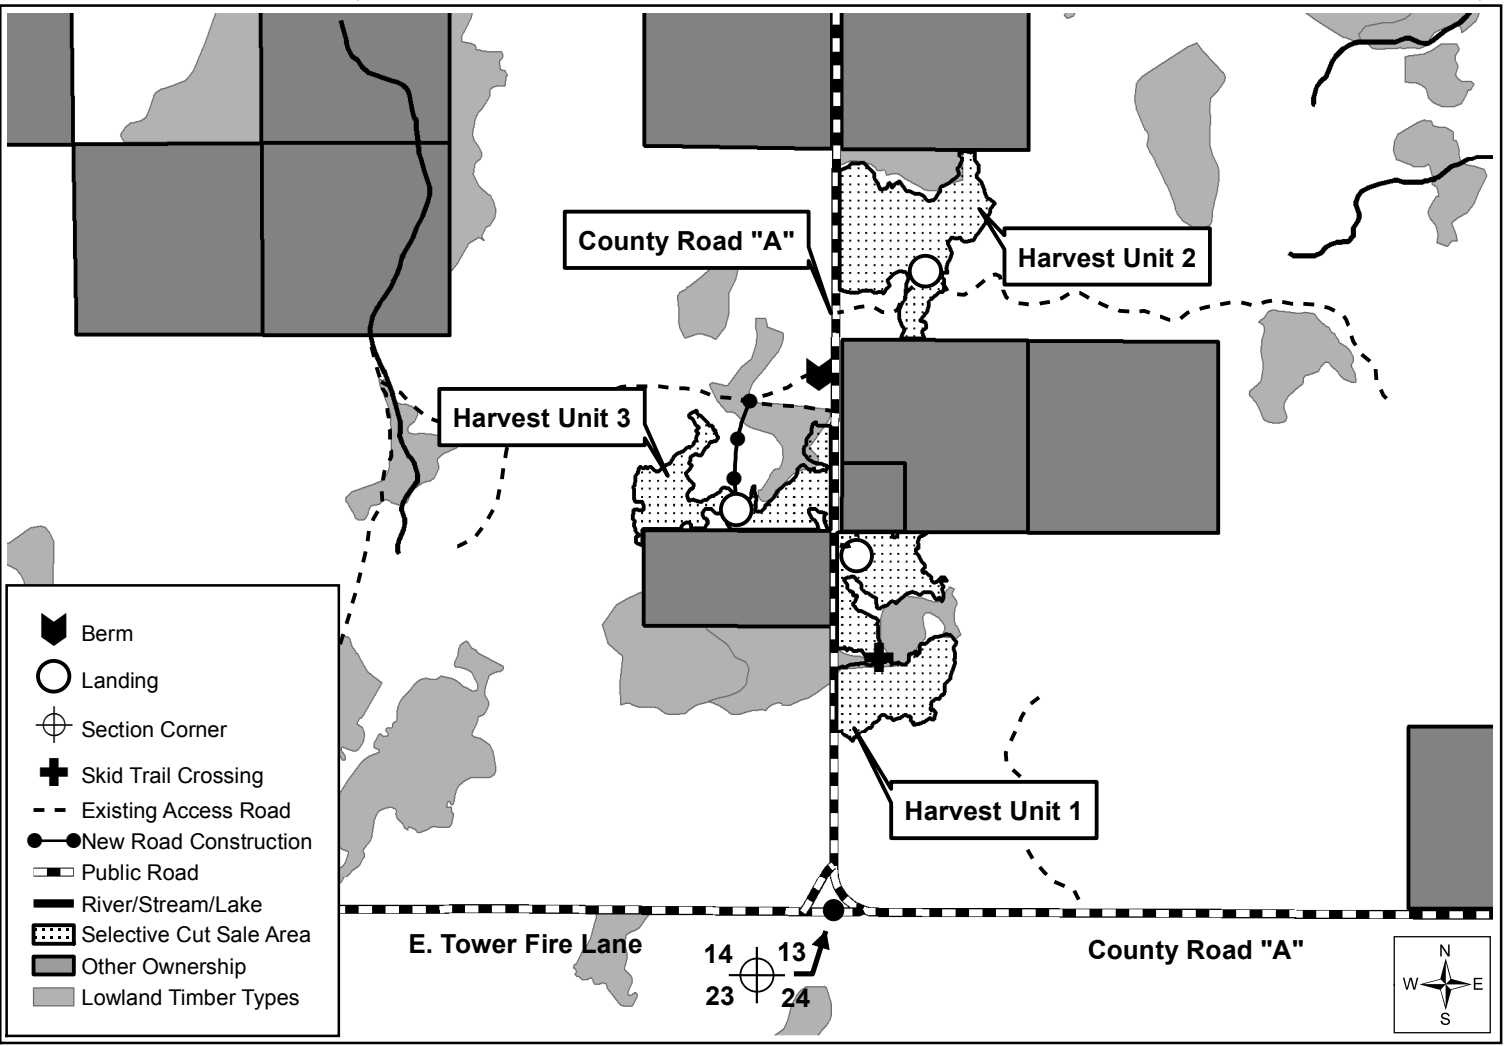 County Road "A"
Harvest Unit 2
Harvest Unit 3
Harvest Unit 1
Berm
Landing
Section Corner
Skid Trail Crossing
Existing Access Road
New Road Construction
Public Road
River/Stream/Lake
Selective Cut Sale Area
Other Ownership
Lowland Timber Types
E. Tower Fire Lane
County Road "A"
14 13
23 24
N
W E
S